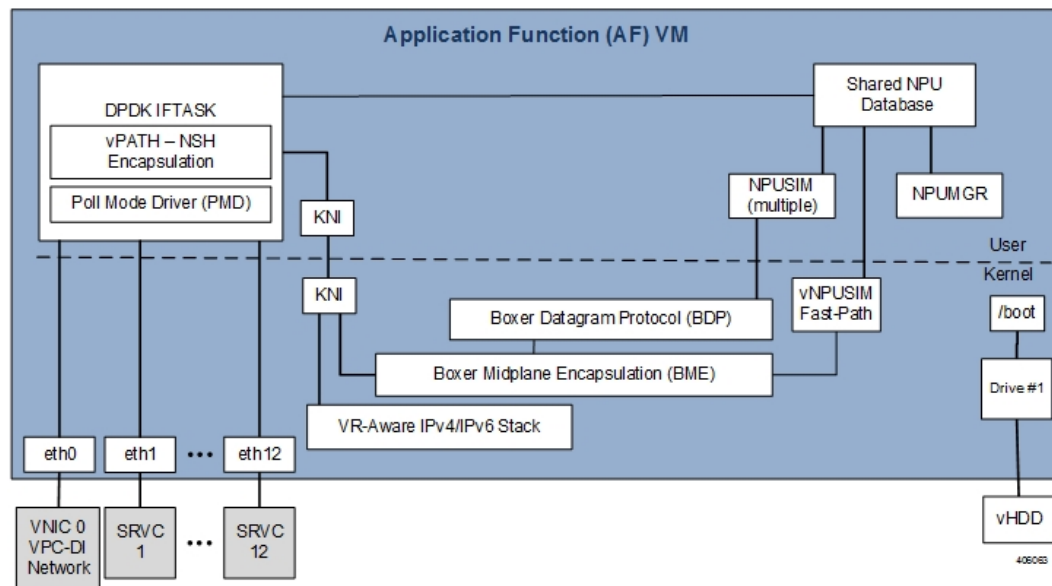 Application Function (AF) VM
DPDK IFTASK
vPATH – NSH
Encapsulation
Poll Mode Driver (PMD)
Shared NPU
Database
KNI
NPUSIM
(multiple)
NPUMGR
User
Kernel
KNI
vNPUSIM
Fast-Path
/boot
Boxer Datagram Protocol (BDP)
Boxer Midplane Encapsulation (BME)
Drive #1
VR-Aware IPv4/IPv6 Stack
eth0
eth1
•••
eth12
VNIC 0
VPC-DI
Network
SRVC
1
•••
SRVC
12
vHDD
406063